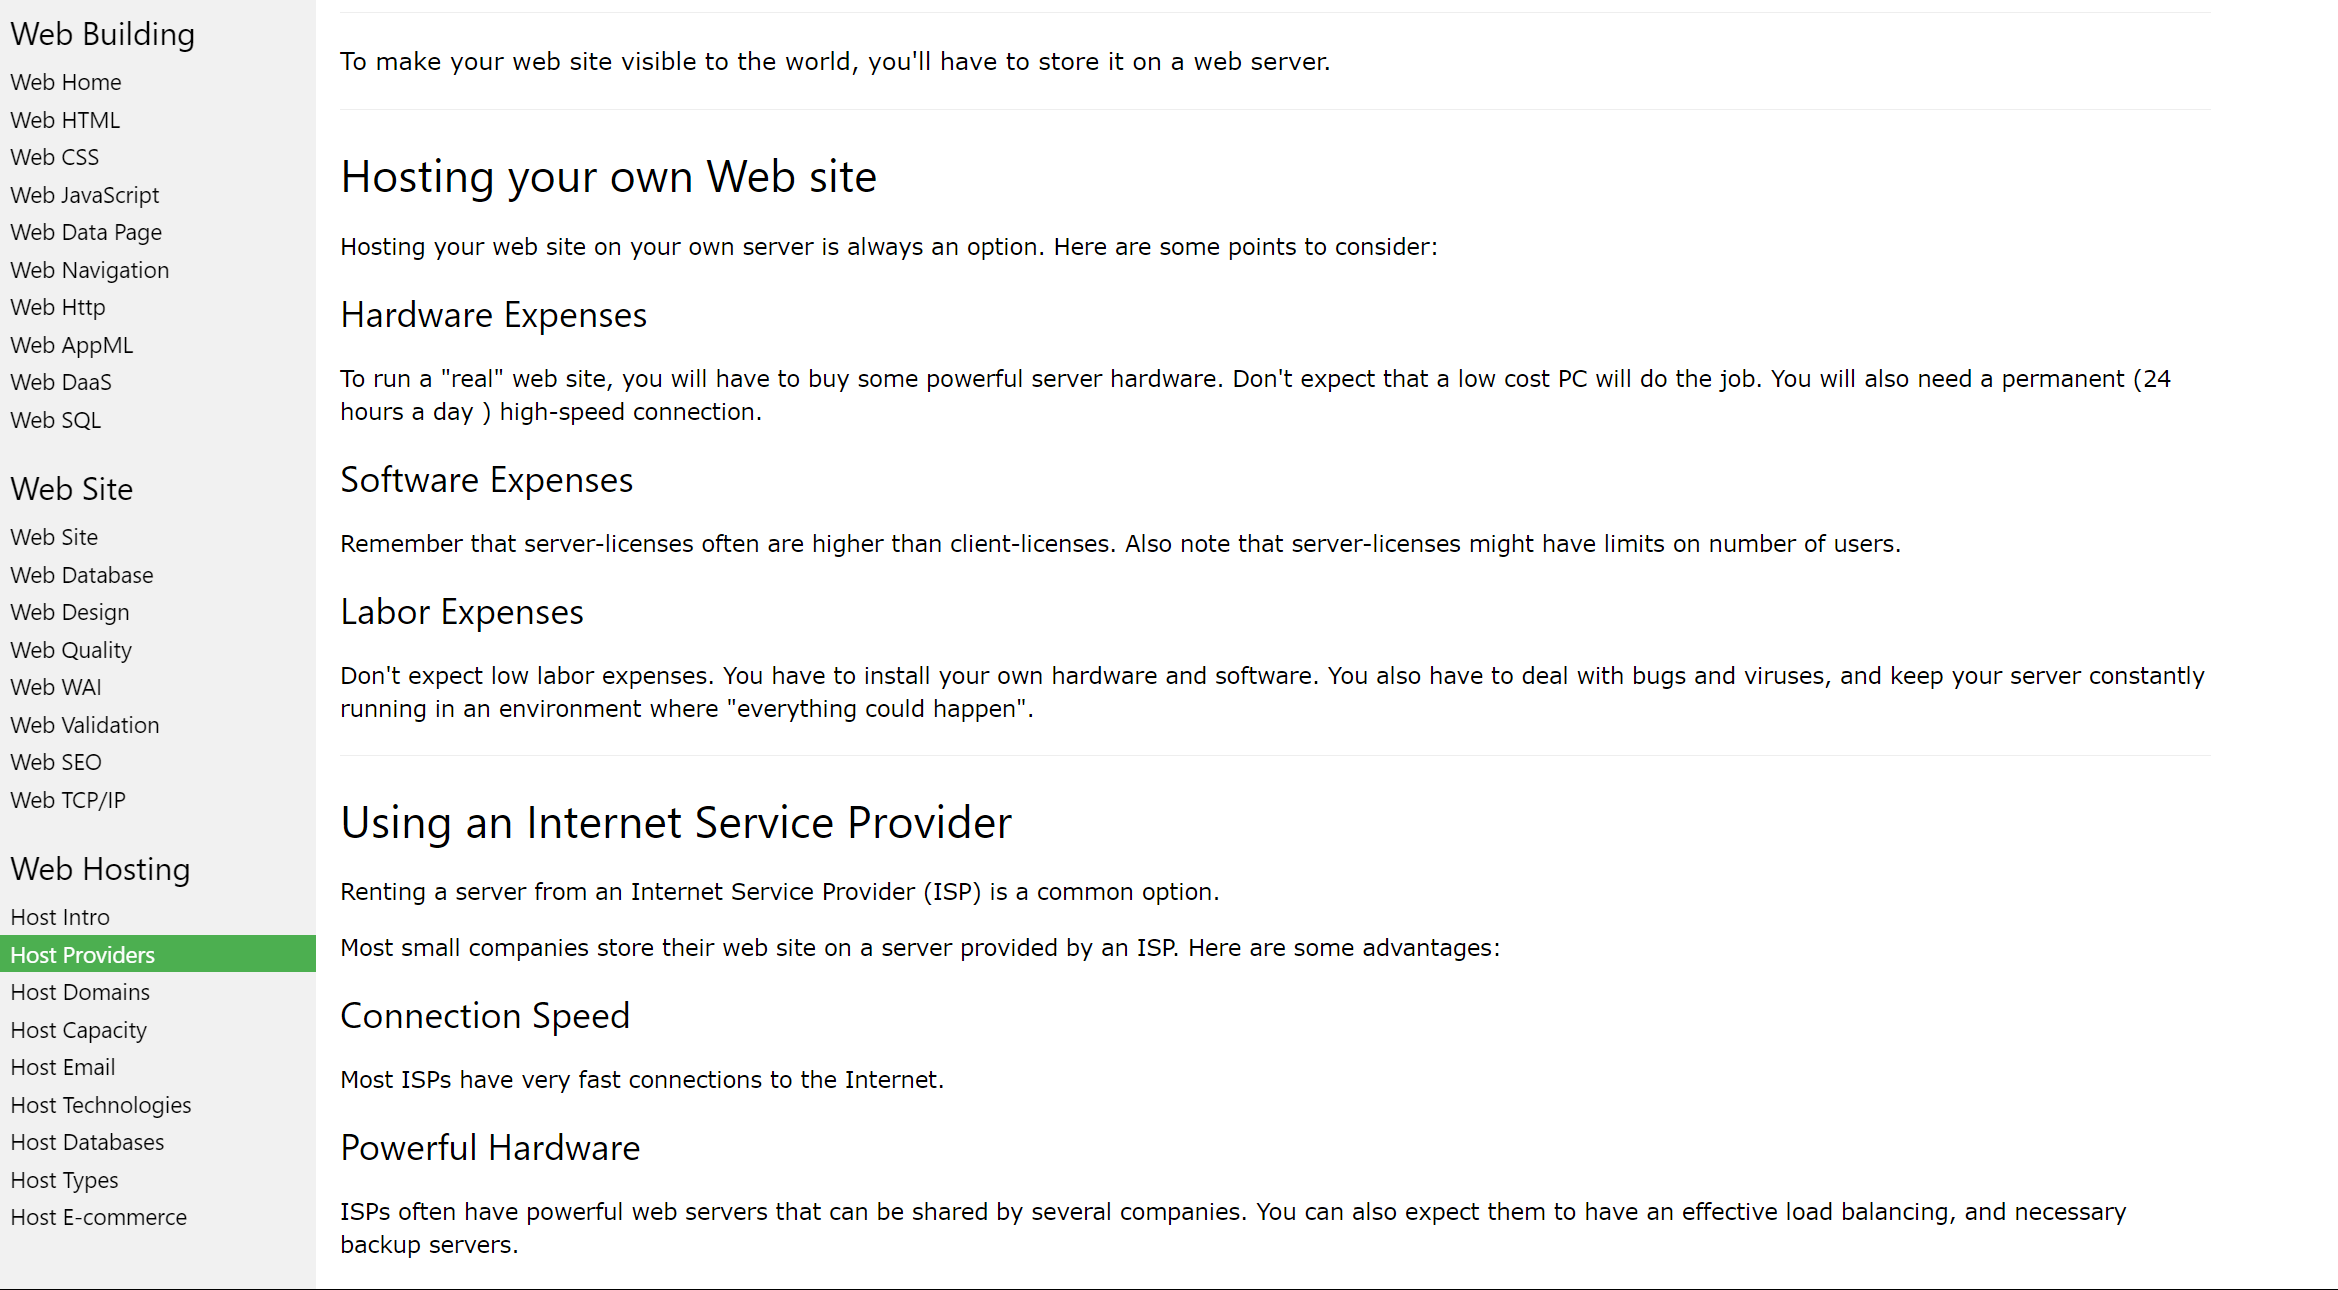 Web Building
Web Home
Web HTML
Web CSS
Web JavaScript
Web Data Page
Web Navigation
Web Http
Web AppML
Web DaaS
Web SQL
Web Site
Web Site
Web Database
Web Design
Web Quality
Web WAI
Web Validation
Web SEO
Web TCP/IP
Web Hosting
Host Intro
Host Providers
Host Domains
Host Capacity
Host Email
Host Technologies
Host Databases
Host Types
Host E-commerce
To make your web site visible to the world, you'll have to store it on a web server.
Hosting your own Web site
Hosting your web site on your own server is always an option. Here are some points to consider:
Hardware Expenses
To run a "real" web site, you will have to buy some powerful server hardware. Don't expect that a low cost PC will do the job. You will also need a permanent (24
hours a day ) high-speed connection.
Software Expenses
Remember that server-licenses often are higher than client-licenses. Also note that server-licenses might have limits on number of users.
Labor Expenses
Don't expect low labor expenses. You have to install your own hardware and software. You also have to deal with bugs and viruses, and keep your server constantly
running in an environment where "everything could happen".
Using an Internet Service Provider
Renting a server from an Internet Service Provider (ISP) is a common option.
Most small companies store their web site on a server provided by an ISP. Here are some advantages:
Connection Speed
Most ISPs have very fast connections to the Internet.
Powerful Hardware
ISPs often have powerful web servers that can be shared by several companies. You can also expect them to have an effective load balancing, and necessary
backup servers.